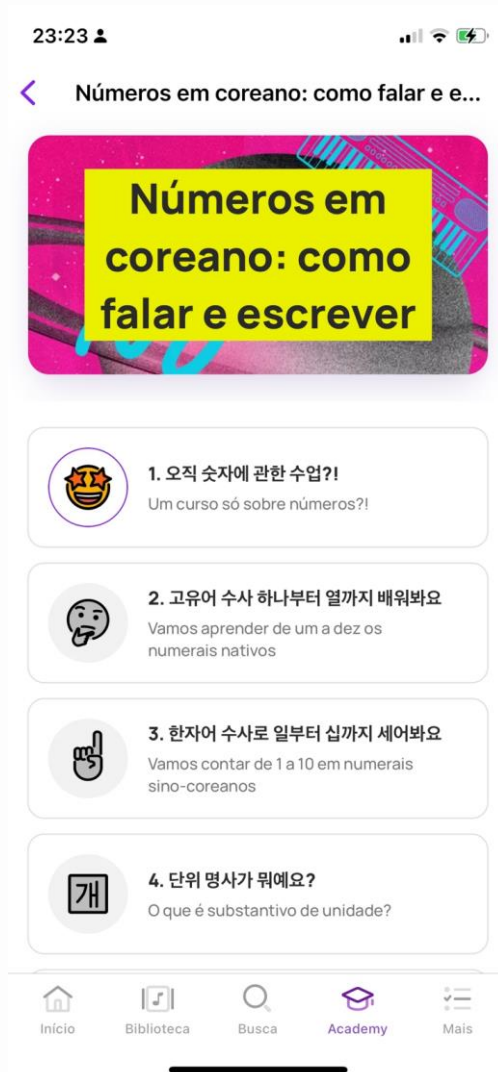 23:23
Números em coreano: como falar e e...
Números em
coreano: como
falar e escrever
1. 오직 숫자에 관한 수업?!
Um curso só sobre números?!
2. 고유어 수사 하나부터 열까지 배워봐요
Vamos aprender de um a dez os
numerais nativos
3. 한자어 수사로 일부터 십까지 세어봐요
Vamos contar de 1 a 10 em numerais
sino-coreanos
개
4. 단위 명사가 뭐예요?
O que é substantivo de unidade?
Início
Biblioteca
Busca
Academy
Mais